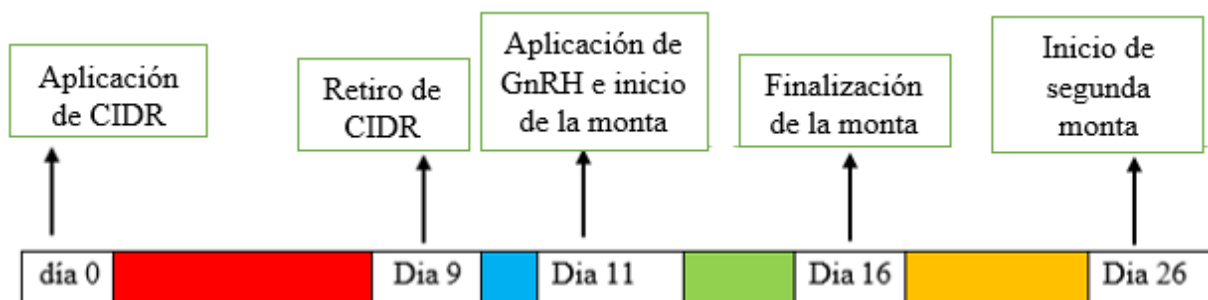 Aplicación
de CIDR
Retiro de
CIDR
Aplicación de
GnRH e inicio
de la monta
Finalización
de la monta
Inicio de
segunda
monta
día 0
Dia 9
Dia 11
Dia 16
Dia 26